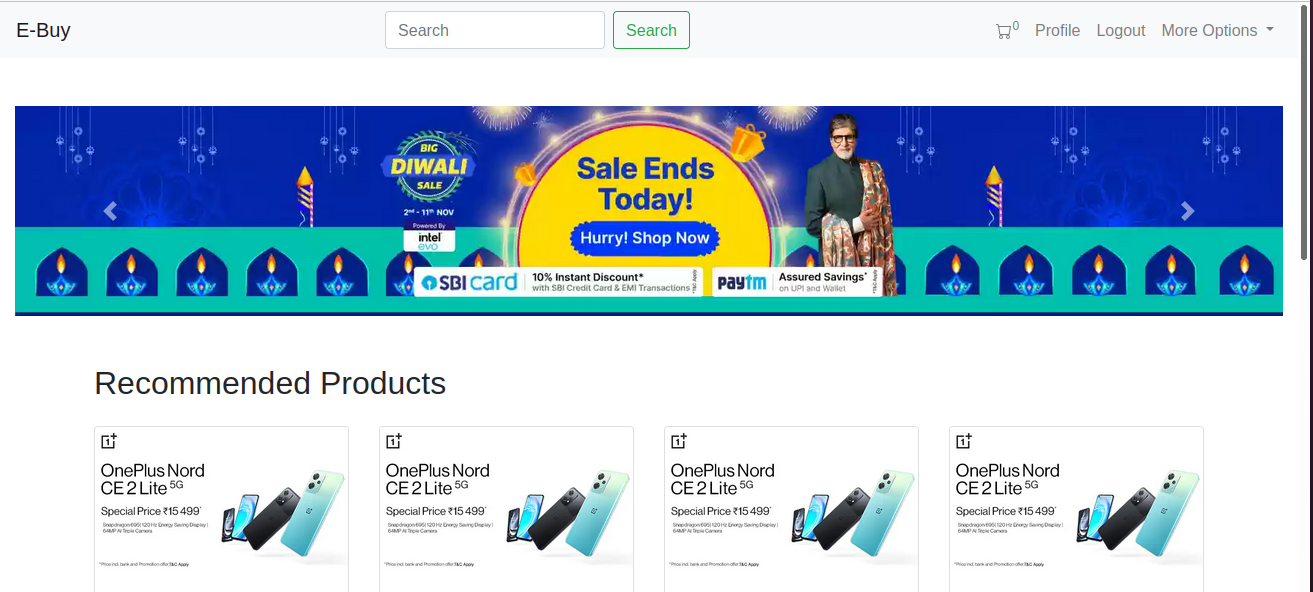 E-Buy
Search
Search
0
Profile
Logout
More Options
BIG
DIWALI
SALE
2nd - 11th NOV
Powered By
intel
evo
Sale Ends
Today!
Hurry! Shop Now
SBI card
10% Instant Discount*
with SBI Credit Card & EMI Transactions
*T&C Apply
paytm
Assured Savings*
on UPI and Wallet
*T&C Apply
Recommended Products
1+
OnePlus Nord
CE 2 Lite 5G
Special Price ₹15 499*
Snapdragon 695| 120 Hz Energy Saving Display |
64MP AI Triple Camera
*Price incl. bank and Promotion offer. T&C Apply
1+
OnePlus Nord
CE 2 Lite 5G
Special Price ₹15 499*
Snapdragon 695| 120 Hz Energy Saving Display |
64MP AI Triple Camera
*Price incl. bank and Promotion offer. T&C Apply
1+
OnePlus Nord
CE 2 Lite 5G
Special Price ₹15 499*
Snapdragon 695| 120 Hz Energy Saving Display |
64MP AI Triple Camera
*Price incl. bank and Promotion offer. T&C Apply
1+
OnePlus Nord
CE 2 Lite 5G
Special Price ₹15 499*
Snapdragon 695| 120 Hz Energy Saving Display |
64MP AI Triple Camera
*Price incl. bank and Promotion offer. T&C Apply